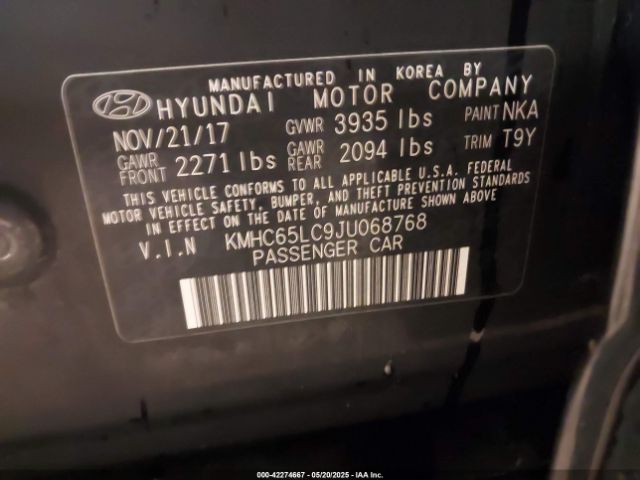 MANUFACTURED IN KOREA BY
HYUNDAI MOTOR COMPANY
NOV/21/17 GVWR 3935 lbs PAINT NKA
GAWR FRONT 2271 lbs GAWR REAR 2094 lbs TRIM T9Y
THIS VEHICLE CONFORMS TO ALL APPLICABLE U.S.A. FEDERAL
MOTOR VEHICLE SAFETY, BUMPER, AND THEFT PREVENTION STANDARDS
IN EFFECT ON THE DATE OF MANUFACTURE SHOWN ABOVE.
V.I.N KMHC65LC9JU068768
PASSENGER CAR
000-42274667 - 05/20/2025 - IAA Inc.